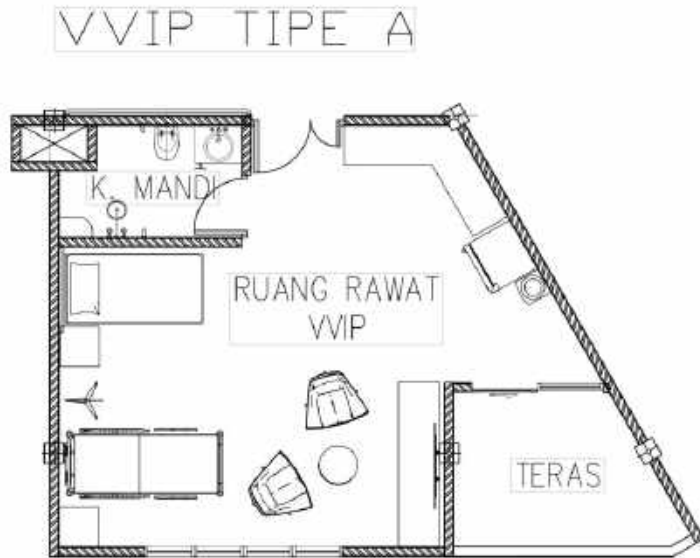 VVIP TIPE A
K. MANDI
RUANG RAWAT
VVIP
TERAS